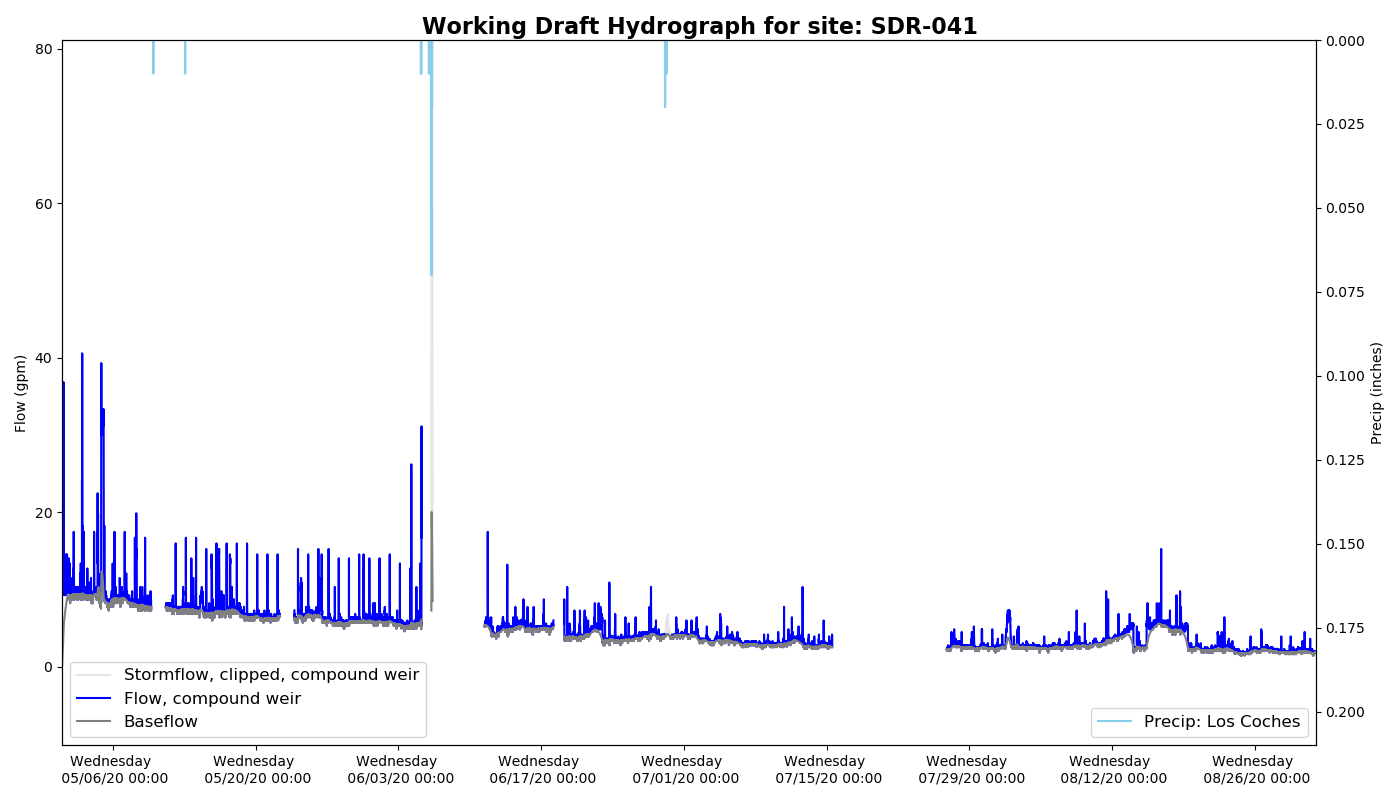 Working Draft Hydrograph for site: SDR-041
80
60
40
20
0
Flow (gpm)
0.000
0.025
0.050
0.075
0.100
0.125
0.150
0.175
0.200
Precip (inches)
Stormflow, clipped, compound weir
Flow, compound weir
Baseflow
Precip: Los Coches
Wednesday
05/06/20 00:00
Wednesday
05/20/20 00:00
Wednesday
06/03/20 00:00
Wednesday
06/17/20 00:00
Wednesday
07/01/20 00:00
Wednesday
07/15/20 00:00
Wednesday
07/29/20 00:00
Wednesday
08/12/20 00:00
Wednesday
08/26/20 00:00